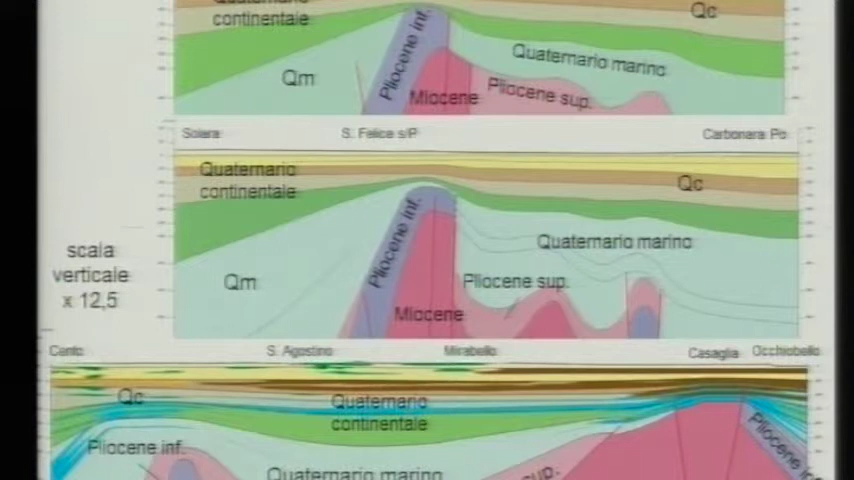 Quaternario
continentale
Qc
Pliocene inf.
Quaternario marino
Qm
Miocene
Pliocene sup.
Solara
S. Felice s/P
Carbonara Po
Quaternario
continentale
Qc
Pliocene inf.
Quaternario marino
scala
verticale
x 12,5
Qm
Pliocene sup.
Miocene
Cento
S. Agostino
Mirabello
Casaglia
Occhiobello
Qc
Quaternario
continentale
Pliocene inf.
Pliocene inf
Quaternario marino
sup.